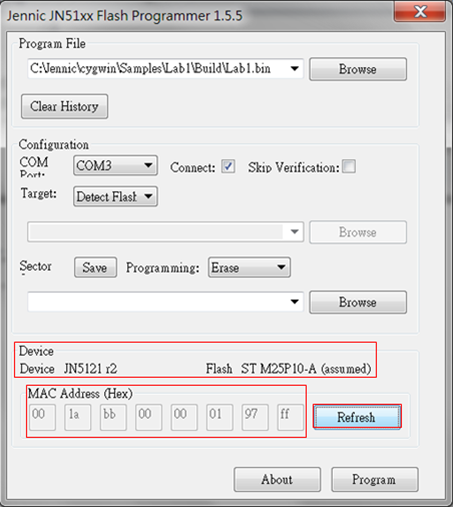 Jennic JN51xx Flash Programmer 1.5.5
Program File
C:\Jennic\cygwin\Samples\Lab1\Build\Lab1.bin Browse
Clear History
Configuration
COM Port: COM3 Connect: Skip Verification:
Target: Detect Flash
Browse
Sector Save Programming: Erase
Browse
Device
Device JN5121 r2 Flash ST M25P10-A (assumed)
MAC Address (Hex)
00 1a bb 00 00 01 97 ff Refresh
About Program